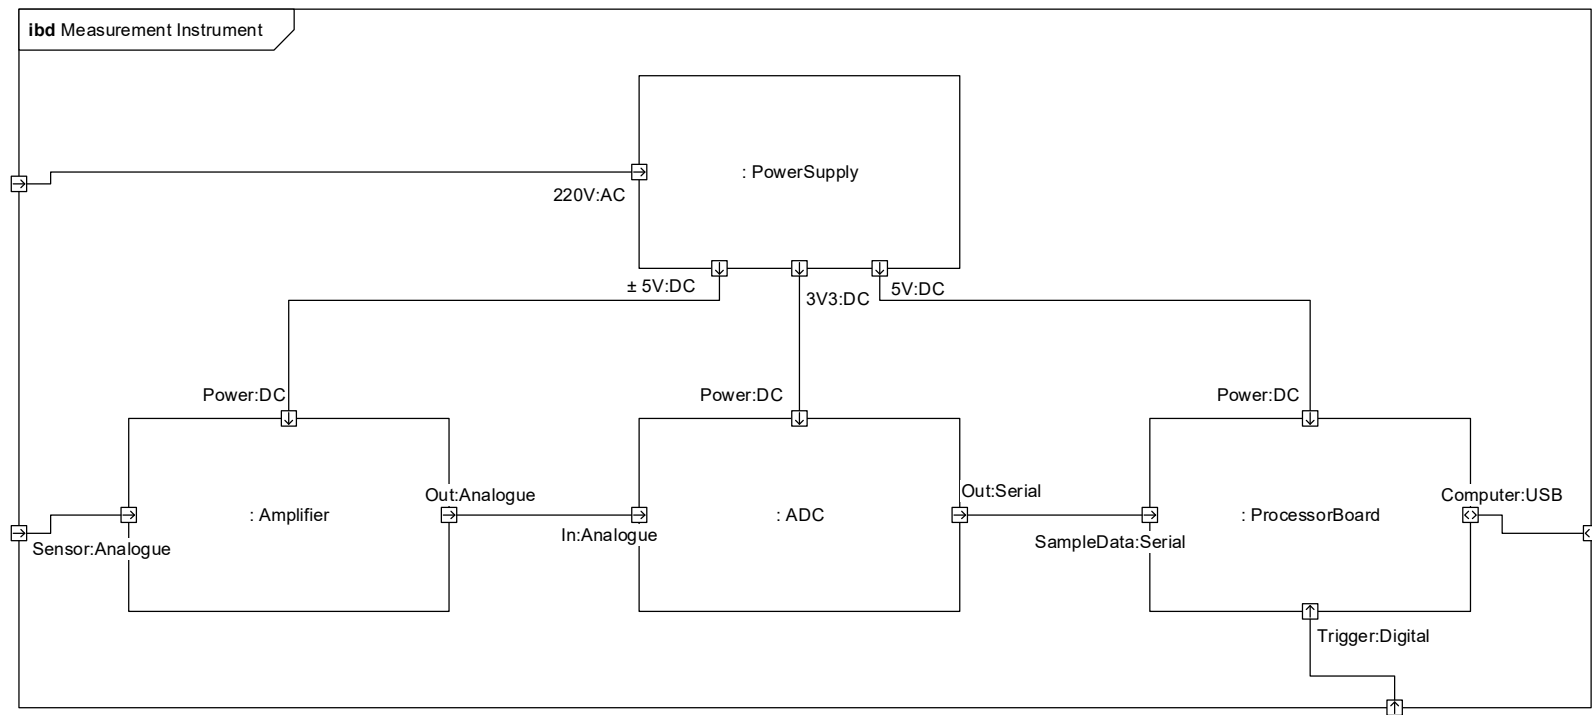 ibd Measurement Instrument
: PowerSupply
220V:AC
± 5V:DC
3V3:DC
5V:DC
Power:DC
Power:DC
Power:DC
Out:Analogue
Out:Serial
Computer:USB
: Amplifier
: ADC
: ProcessorBoard
Sensor:Analogue
In:Analogue
SampleData:Serial
Trigger:Digital